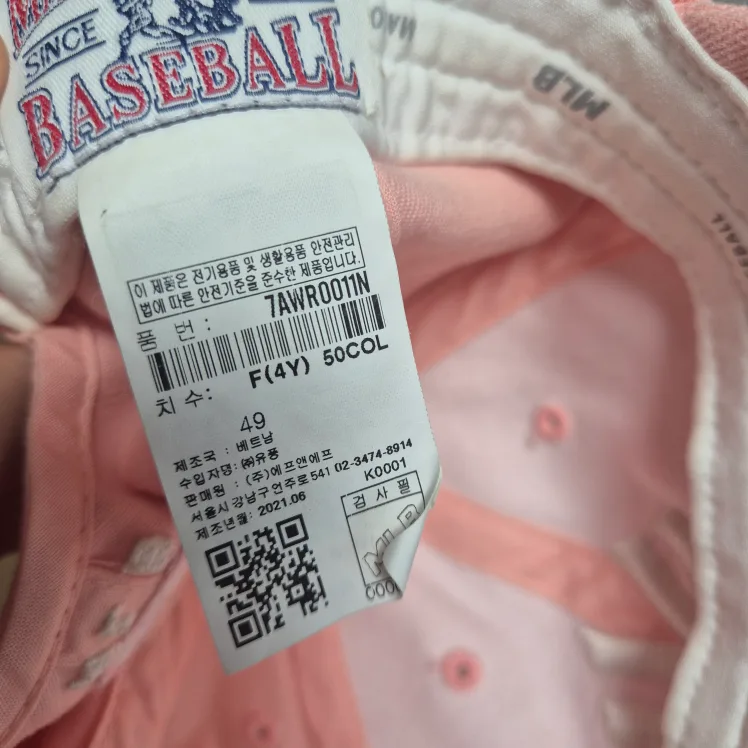 SINCE
BASEBALL
MLB
이 제품은 전기용품 및 생활용품 안전관리
법에 따른 안전기준을 준수한 제품입니다.
품 번 : 7AWR0011N
치 수: F(4Y) 50COL
49
제조국 : 베트남
수입자명: ㈜유풍
판매원 : (주)에프앤에프
서울시강남구언주로541 02-3474-8914
제조년월: 2021.06
K0001
검 사 필
MLB